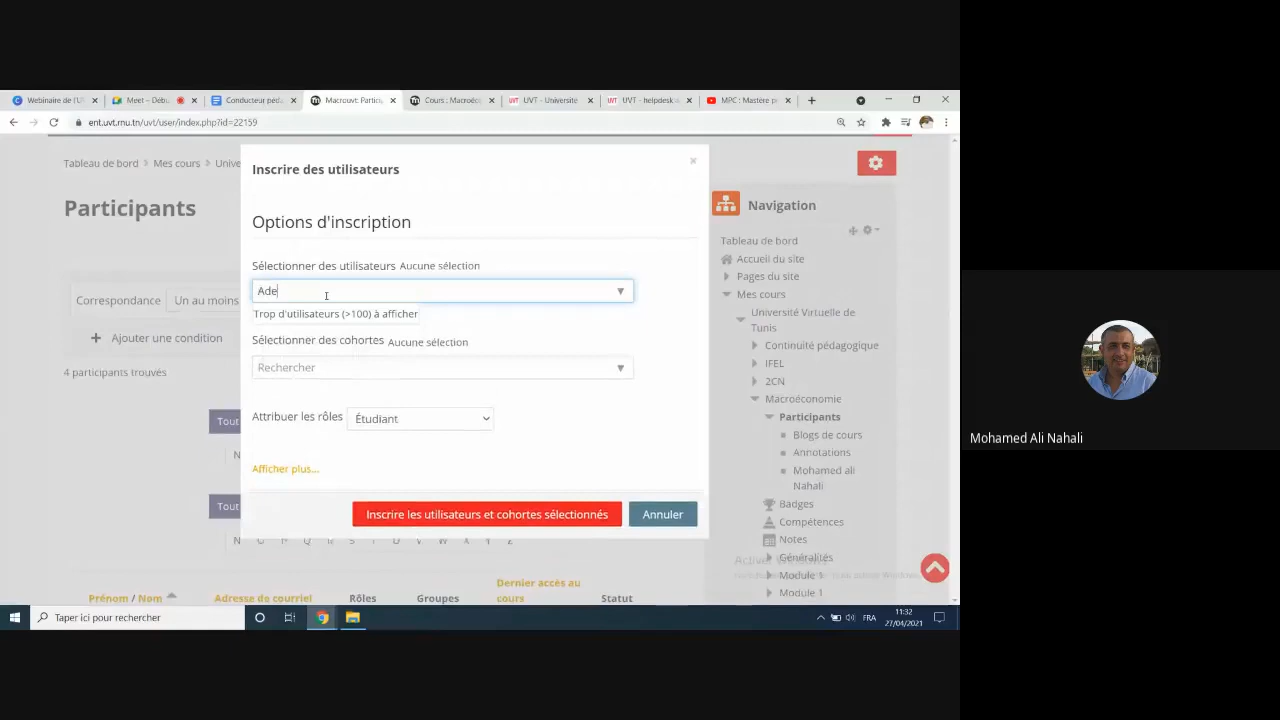 Webinaire de l'U
Meet – Débu
Conducteur péd
Macrouvt: Partici
Cours : Macroéc
UVT - Université
UVT - helpdesk
MPC : Mastère p
ent.uvt.rnu.tn/uvt/user/index.php?id=22159
Tableau de bord > Mes cours > Unive
Participants
Correspondance Un au moins
Ajouter une condition
4 participants trouvés
Tout
N
Tout
Inscrire des utilisateurs
×
Options d'inscription
Sélectionner des utilisateurs Aucune sélection
Ade
Trop d'utilisateurs (>100) à afficher
Sélectionner des cohortes Aucune sélection
Rechercher
Attribuer les rôles Étudiant
Afficher plus...
Inscrire les utilisateurs et cohortes sélectionnés
Annuler
Dernier accès au
Prénom / Nom Adresse de courriel Rôles Groupes cours Statut
Navigation
Tableau de bord
Accueil du site
Pages du site
Mes cours
Université Virtuelle de
Tunis
Continuité pédagogique
IFEL
2CN
Macroéconomie
Participants
Blogs de cours
Annotations
Mohamed ali
Nahali
Badges
Compétences
Notes
Généralités
Module 1
Module 1
Taper ici pour rechercher
FRA
11:32
27/04/2021
Mohamed Ali Nahali